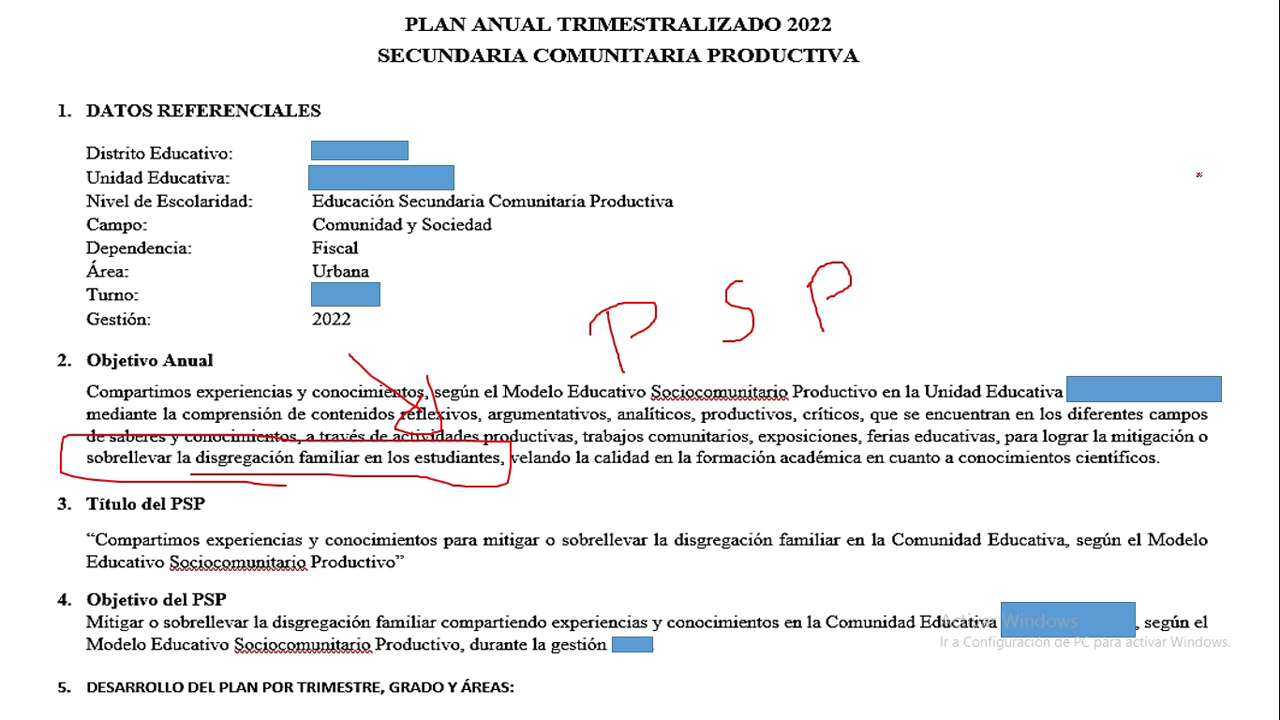 PLAN ANUAL TRIMESTRALIZADO 2022
SECUNDARIA COMUNITARIA PRODUCTIVA
1. DATOS REFERENCIALES
Distrito Educativo:
Unidad Educativa:
Nivel de Escolaridad: Educación Secundaria Comunitaria Productiva
Campo: Comunidad y Sociedad
Dependencia: Fiscal
Área: Urbana
Turno:
Gestión: 2022
P S P
2. Objetivo Anual
Compartimos experiencias y conocimientos, según el Modelo Educativo Sociocomunitario Productivo en la Unidad Educativa
mediante la comprensión de contenidos reflexivos, argumentativos, analíticos, productivos, críticos, que se encuentran en los diferentes campos
de saberes y conocimientos, a través de actividades productivas, trabajos comunitarios, exposiciones, ferias educativas, para lograr la mitigación o
sobrellevar la disgregación familiar en los estudiantes, velando la calidad en la formación académica en cuanto a conocimientos científicos.
3. Título del PSP
“Compartimos experiencias y conocimientos para mitigar o sobrellevar la disgregación familiar en la Comunidad Educativa, según el Modelo
Educativo Sociocomunitario Productivo”
4. Objetivo del PSP
Mitigar o sobrellevar la disgregación familiar compartiendo experiencias y conocimientos en la Comunidad Educativa , según el
Modelo Educativo Sociocomunitario Productivo, durante la gestión
Activar Windows
Ir a Configuración de PC para activar Windows.
5. DESARROLLO DEL PLAN POR TRIMESTRE, GRADO Y ÁREAS: